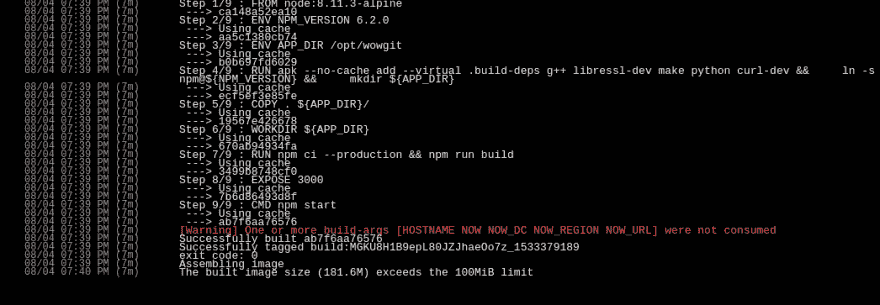 08/04 07:39 PM (7m) Step 1/9 : FROM node:8.11.3-alpine
08/04 07:39 PM (7m) ---> ca148a52ea10
08/04 07:39 PM (7m) Step 2/9 : ENV NPM_VERSION 6.2.0
08/04 07:39 PM (7m) ---> Using cache
08/04 07:39 PM (7m) ---> aa5c1380cb74
08/04 07:39 PM (7m) Step 3/9 : ENV APP_DIR /opt/wowgit
08/04 07:39 PM (7m) ---> Using cache
08/04 07:39 PM (7m) ---> b0b697fd6029
08/04 07:39 PM (7m) Step 4/9 : RUN apk --no-cache add --virtual .build-deps g++ libressl-dev make python curl-dev && ln -s
npm@${NPM_VERSION} && mkdir ${APP_DIR}
08/04 07:39 PM (7m) ---> Using cache
08/04 07:39 PM (7m) ---> ecf5ef3e85fe
08/04 07:39 PM (7m) Step 5/9 : COPY . ${APP_DIR}/
08/04 07:39 PM (7m) ---> Using cache
08/04 07:39 PM (7m) ---> 19567e426678
08/04 07:39 PM (7m) Step 6/9 : WORKDIR ${APP_DIR}
08/04 07:39 PM (7m) ---> Using cache
08/04 07:39 PM (7m) ---> 670ab94934fa
08/04 07:39 PM (7m) Step 7/9 : RUN npm ci --production && npm run build
08/04 07:39 PM (7m) ---> Using cache
08/04 07:39 PM (7m) ---> 3499b8748cf0
08/04 07:39 PM (7m) Step 8/9 : EXPOSE 3000
08/04 07:39 PM (7m) ---> Using cache
08/04 07:39 PM (7m) ---> 7b6d86493d8f
08/04 07:39 PM (7m) Step 9/9 : CMD npm start
08/04 07:39 PM (7m) ---> Using cache
08/04 07:39 PM (7m) ---> ab7f6aa76576
08/04 07:39 PM (7m) [Warning] One or more build-args [HOSTNAME NOW NOW_DC NOW_REGION NOW_URL] were not consumed
08/04 07:39 PM (7m) Successfully built ab7f6aa76576
08/04 07:39 PM (7m) Successfully tagged build:MGKU8H1B9epL80JZJhaeOo7z_1533379189
08/04 07:39 PM (7m) exit code: 0
08/04 07:39 PM (7m) Assembling image
08/04 07:40 PM (7m) The built image size (181.6M) exceeds the 100MiB limit